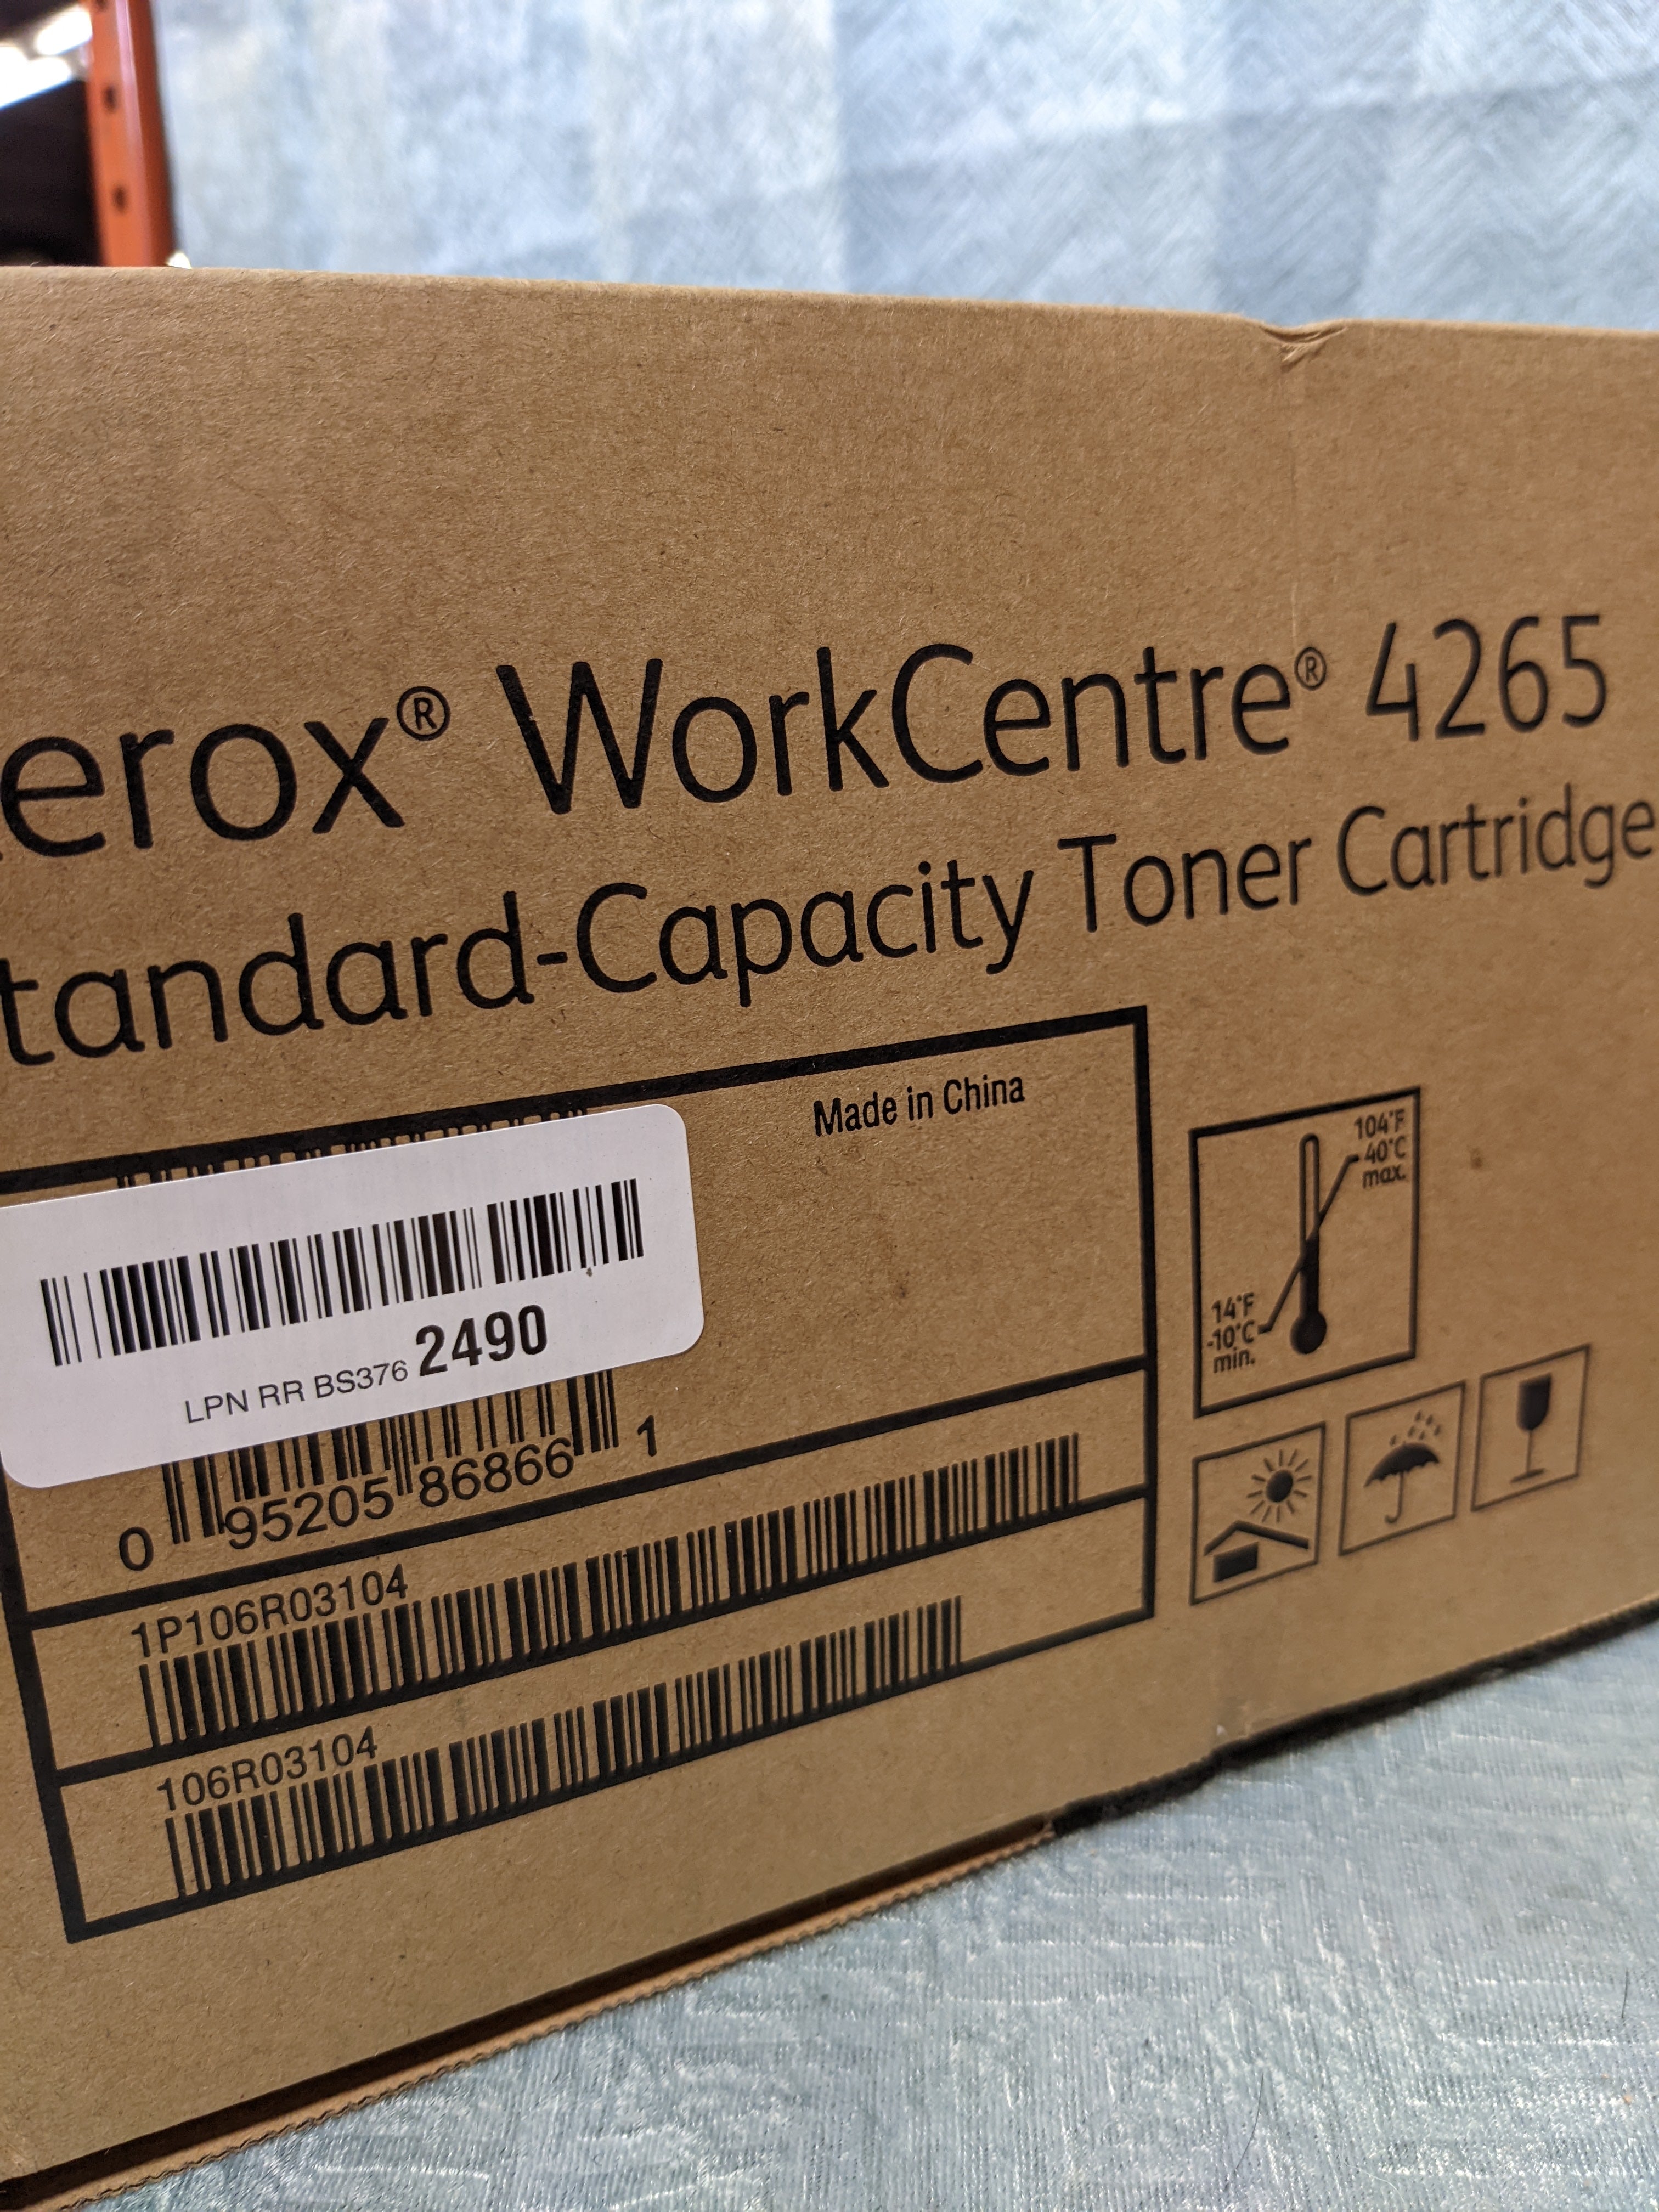 erox® WorkCentre® 4265
tandard-Capacity Toner Cartridge
Made in China
104°F
40°C
max.
14°F
-10°C
min.
LPN RR BS376 2490
0 95205 86866 1
1P106R03104
106R03104